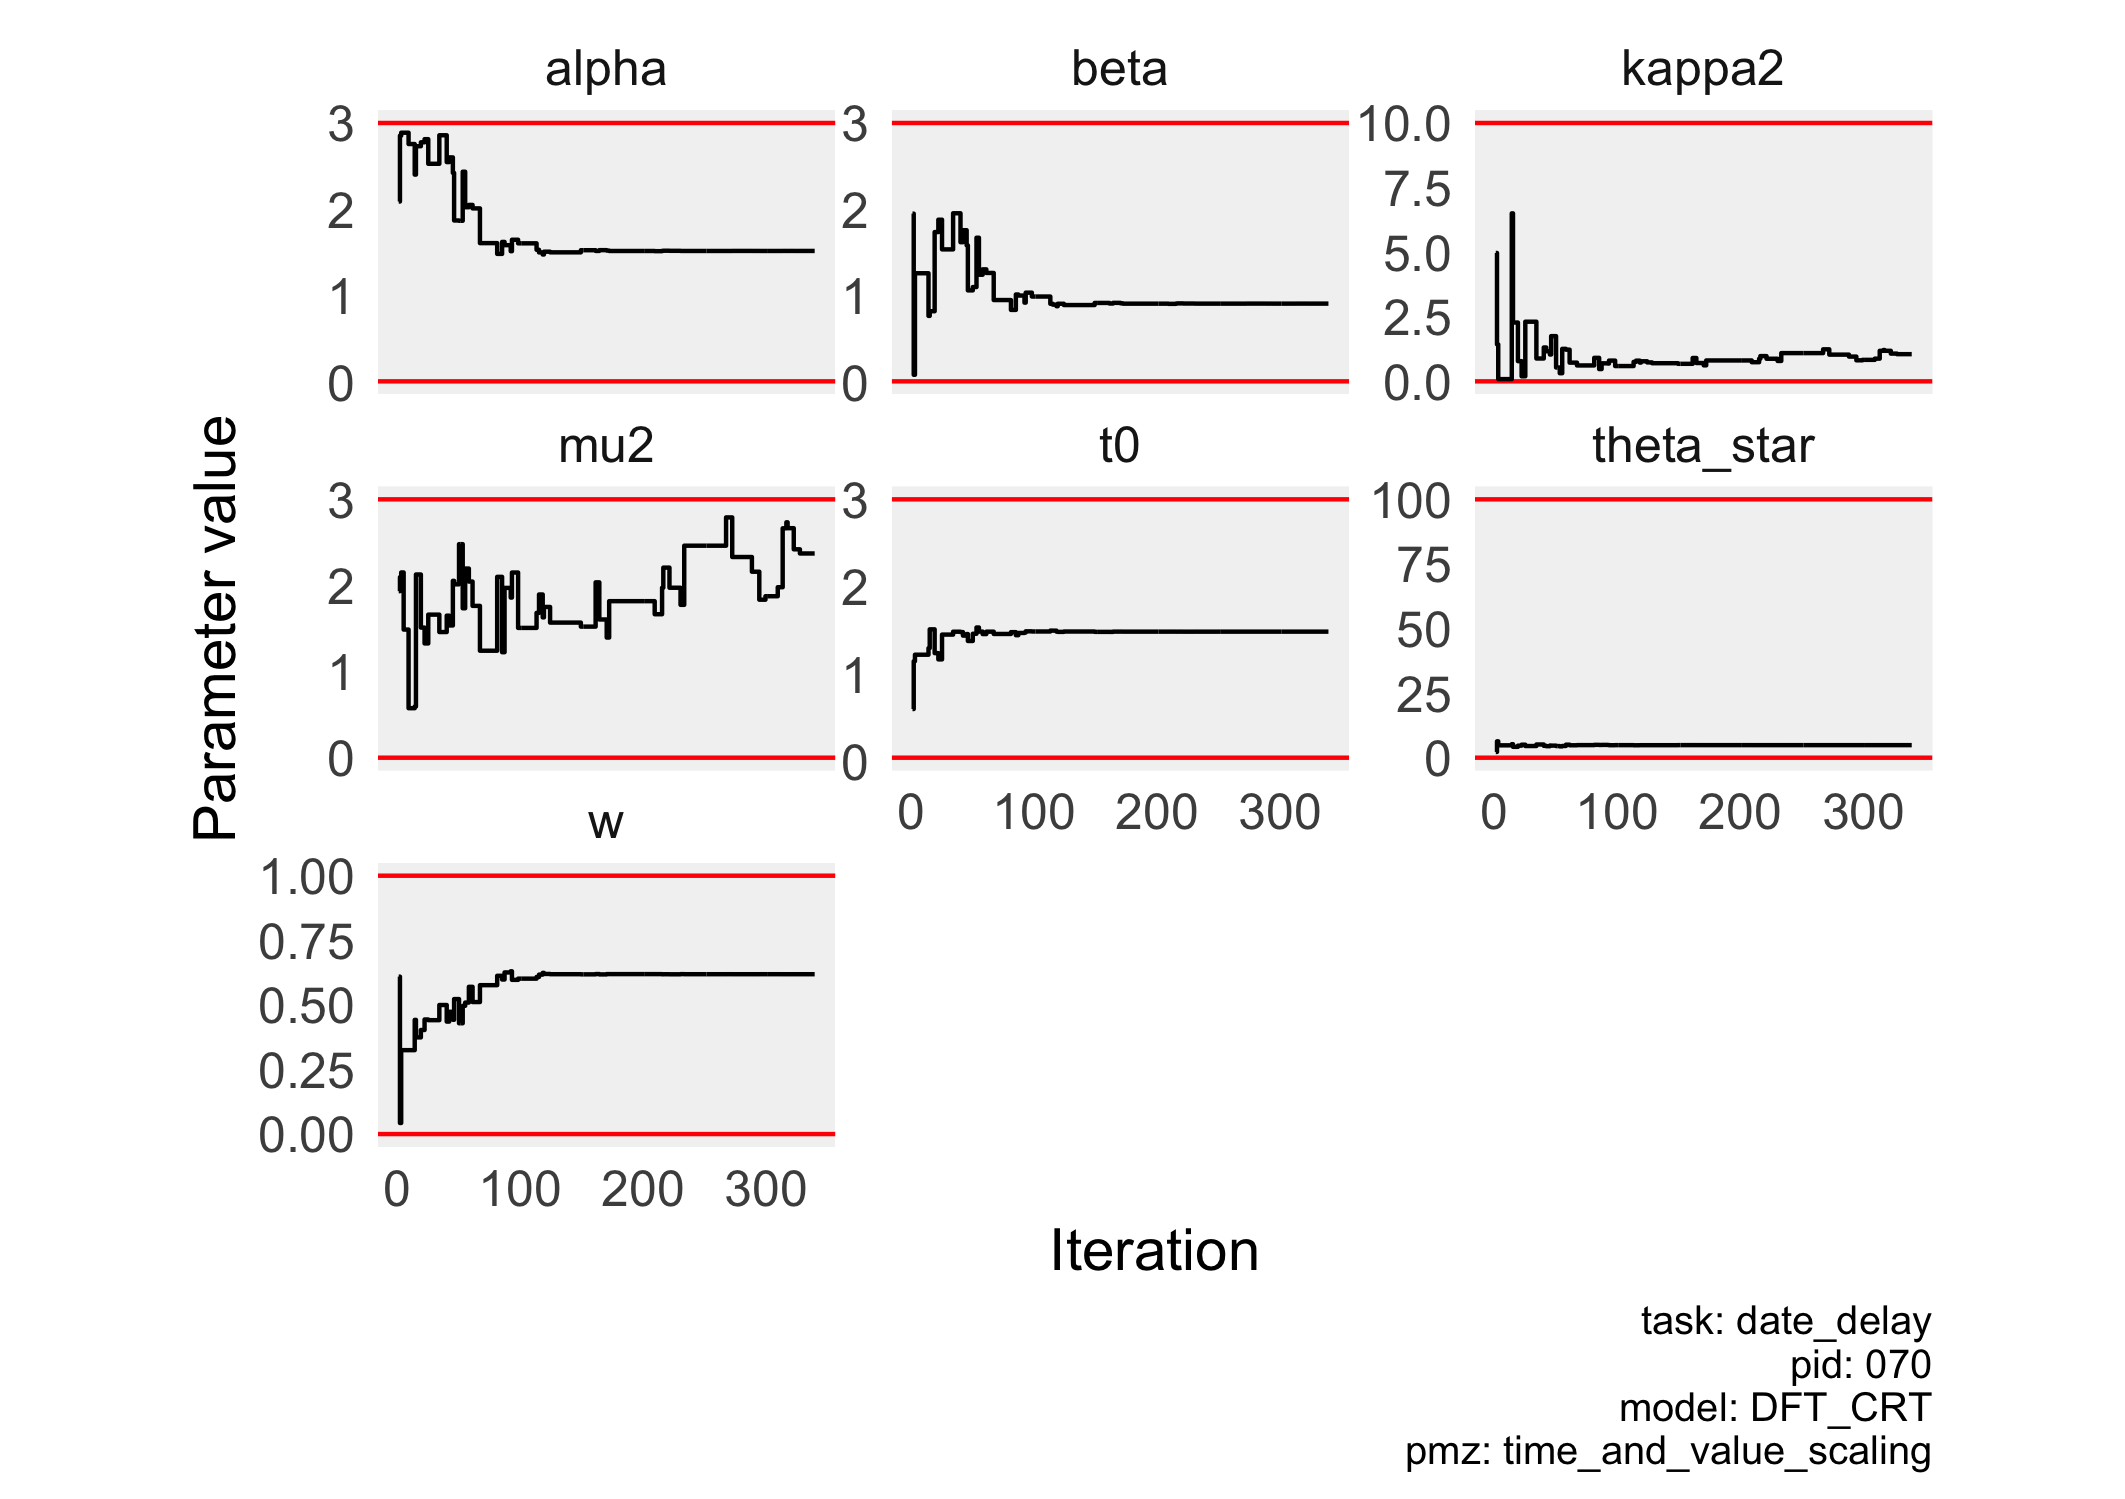 alpha
beta
kappa2
3
2
1
0
3
2
1
0
10.0
7.5
5.0
2.5
0.0
mu2
t0
theta_star
3
2
1
0
3
2
1
0
100
75
50
25
0
0 100 200 300
0 100 200 300
w
1.00
0.75
0.50
0.25
0.00
0 100 200 300
Parameter value
Iteration
task: date_delay
pid: 070
model: DFT_CRT
pmz: time_and_value_scaling